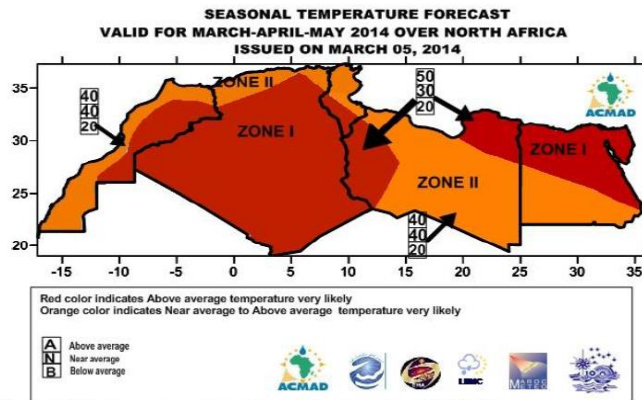 SEASONAL TEMPERATURE FORECAST
VALID FOR MARCH-APRIL-MAY 2014 OVER NORTH AFRICA
ISSUED ON MARCH 05, 2014
35
30
25
20
-15
-10
-5
0
5
10
15
20
25
30
35
40
40
20
ZONE II
50
30
20
ACMAD
ZONE I
ZONE I
ZONE II
40
40
20
Red color indicates Above average temperature very likely
Orange color indicates Near average to Above average temperature very likely
A Above average
N Near average
B Below average
ACMAD
MAROC
METEO